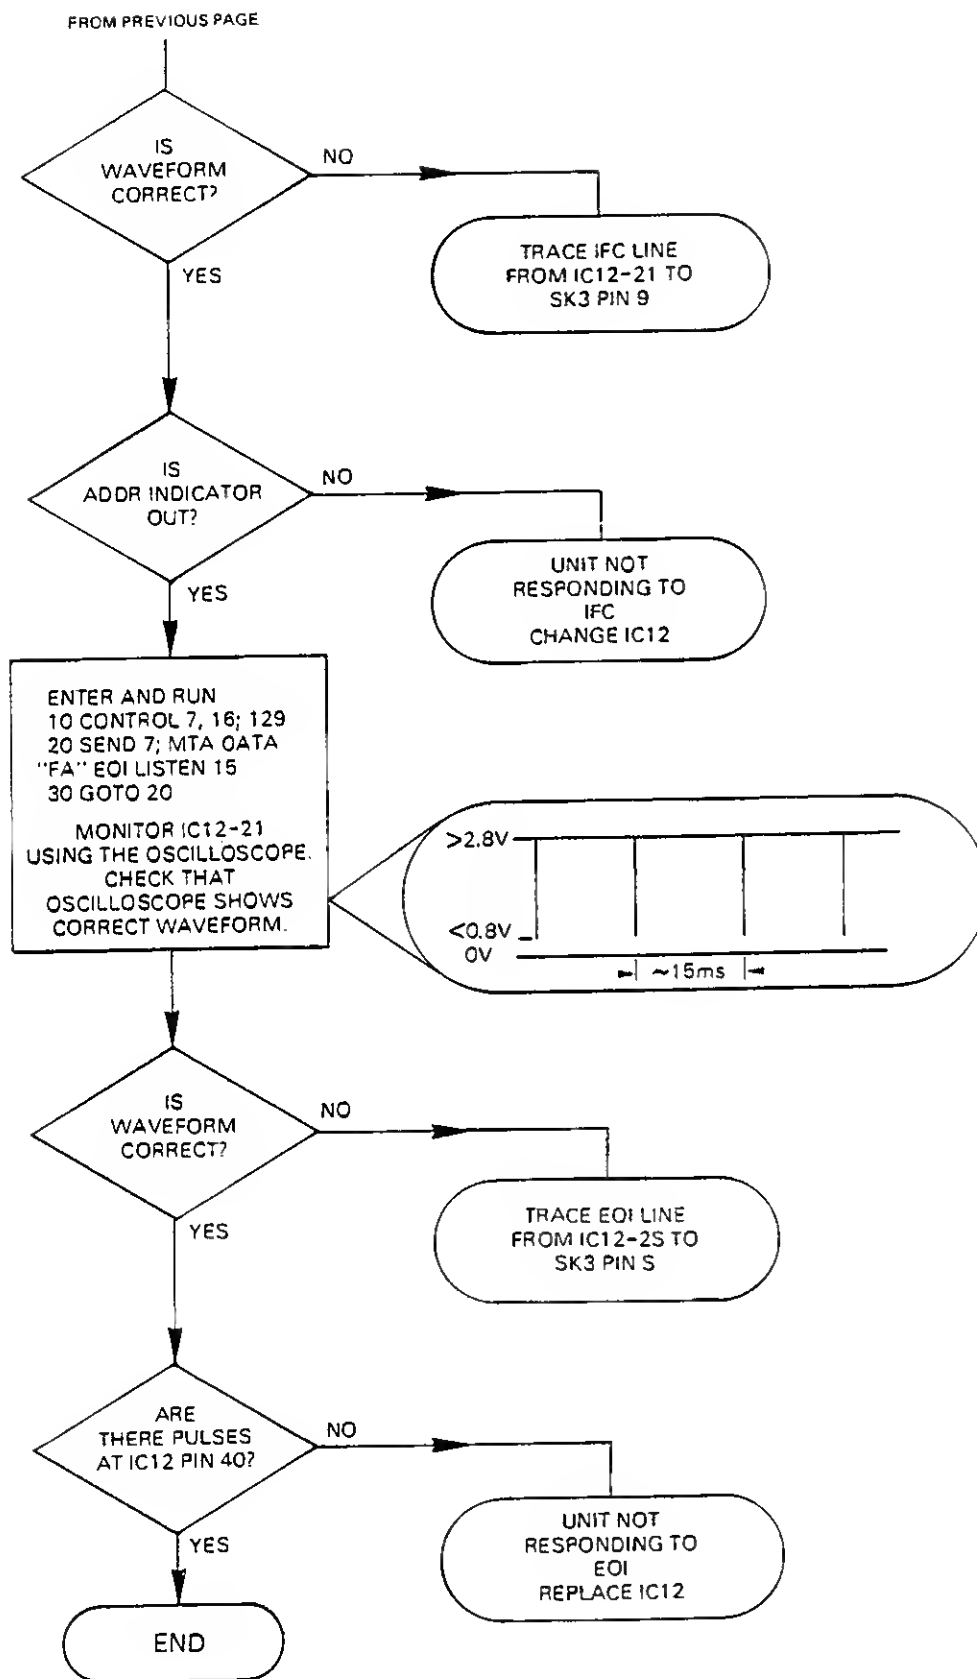 FROM PREVIOUS PAGE
IS
WAVEFORM
CORRECT?
NO
YES
TRACE IFC LINE
FROM IC12-21 TO
SK3 PIN 9
IS
ADDR INDICATOR
OUT?
NO
YES
UNIT NOT
RESPONDING TO
IFC
CHANGE IC12
ENTER AND RUN
10 CONTROL 7, 16; 129
20 SEND 7; MTA OATA
"FA" EOI LISTEN 15
30 GOTO 20
MONITOR IC12-21
USING THE OSCILLOSCOPE.
CHECK THAT
OSCILLOSCOPE SHOWS
CORRECT WAVEFORM.
>2.8V
<0.8V
0V
~15ms
IS
WAVEFORM
CORRECT?
NO
YES
TRACE EOI LINE
FROM IC12-2S TO
SK3 PIN S
ARE
THERE PULSES
AT IC12 PIN 40?
NO
YES
UNIT NOT
RESPONDING TO
EOI
REPLACE IC12
END